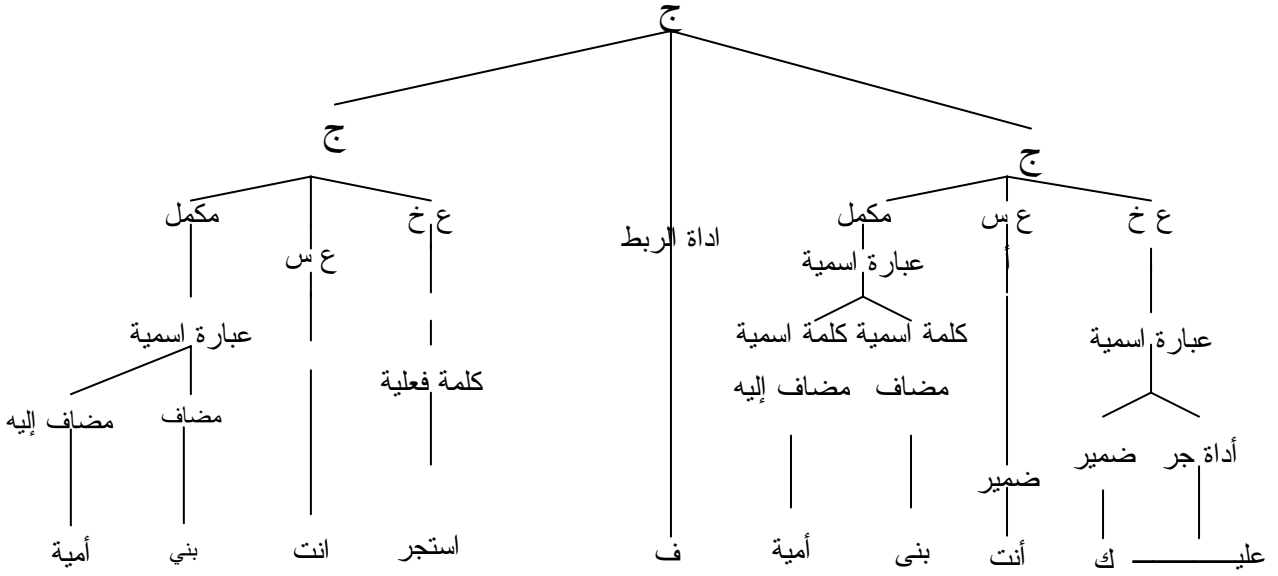 ج
ج
ج
ع خ ع س مكمل
ع خ ع س مكمل
اداة الربط
عبارة اسمية أ
ع س
عبارة اسمية كلمة اسمية كلمة اسمية
عبارة اسمية
كلمة فعلية
مضاف مضاف إليه
مضاف مضاف إليه
أداة جر ضمير ضمير
عليـ ك أنت بنى أمية ف استجر انت بني أمية